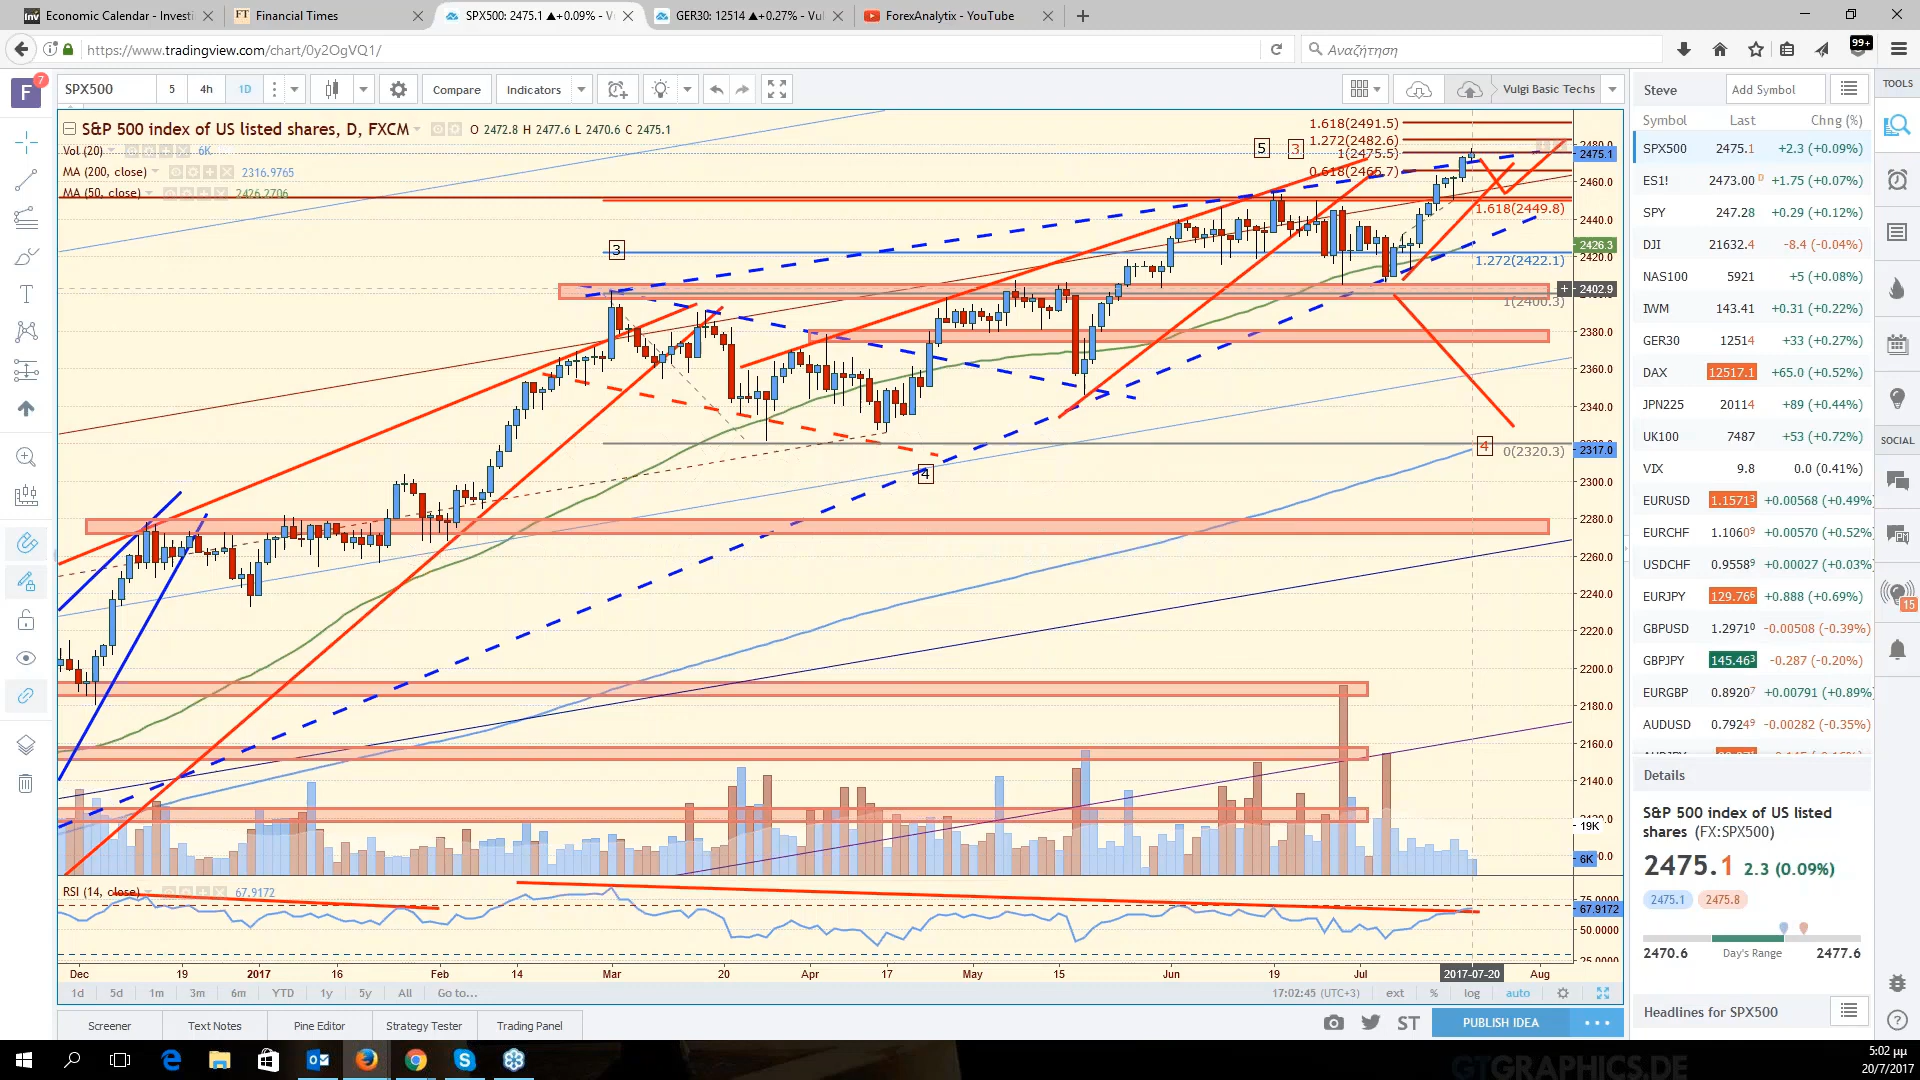 Economic Calendar - Investi
Financial Times
SPX500: 2475.1 ▲+0.09% - V
GER30: 12514 ▲+0.27% - Vul
ForexAnalytix - YouTube
https://www.tradingview.com/chart/0y2OgVQ1/
Αναζήτηση
99+
F 7
SPX500 5 4h 1D Compare Indicators Vulgi Basic Techs
S&P 500 index of US listed shares, D, FXCM O 2472.8 H 2477.6 L 2470.6 C 2475.1
Vol (20) 6K
MA (200, close) 2316.9765
MA (50, close) 2426.2706
5 3
1.618(2491.5)
1.272(2482.6)
1(2475.5)
0.618(2465.7)
1.618(2449.8)
3
1.272(2422.1)
1(2400.3)
4
4
0(2320.3)
2475.1
2460.0
2440.0
2426.3
2420.0
2402.9
2380.0
2360.0
2340.0
2317.0
2300.0
2280.0
2260.0
2240.0
2220.0
2200.0
2180.0
2160.0
2140.0
19K
6K
RSI (14, close) 67.9172
75.0000
67.9172
50.0000
25.0000
Dec 19 2017 16 Feb 14 Mar 20 Apr 17 May 15 Jun 19 Jul 2017-07-20 Aug
1d 5d 1m 3m 6m YTD 1y 5y All Go to... 17:02:45 (UTC+3) ext % log auto
Screener Text Notes Pine Editor Strategy Tester Trading Panel ST PUBLISH IDEA
Steve Add Symbol
Symbol Last Chng (%)
SPX500 2475.1 +2.3 (+0.09%)
ES1! 2473.00 D +1.75 (+0.07%)
SPY 247.28 +0.29 (+0.12%)
DJI 21632.4 -8.4 (-0.04%)
NAS100 5921 +5 (+0.08%)
IWM 143.41 +0.31 (+0.22%)
GER30 12514 +33 (+0.27%)
DAX 12517.1 +65.0 (+0.52%)
JPN225 20114 +89 (+0.44%)
UK100 7487 +53 (+0.72%)
VIX 9.8 0.0 (0.41%)
EURUSD 1.1571³ +0.00568 (+0.49%)
EURCHF 1.1060⁹ +0.00570 (+0.52%)
USDCHF 0.9558⁹ +0.00027 (+0.03%)
EURJPY 129.76⁶ +0.888 (+0.69%)
GBPUSD 1.2971⁰ -0.00508 (-0.39%)
GBPJPY 145.46³ -0.287 (-0.20%)
EURGBP 0.8920⁷ +0.00791 (+0.89%)
AUDUSD 0.7924⁹ -0.00282 (-0.35%)
Details
S&P 500 index of US listed
shares (FX:SPX500)
2475.1 2.3 (0.09%)
2475.1 2475.8
2470.6 Day's Range 2477.6
Headlines for SPX500
TOOLS
SOCIAL
15
GTGRAPHICS.DE
5:02 μμ
20/7/2017